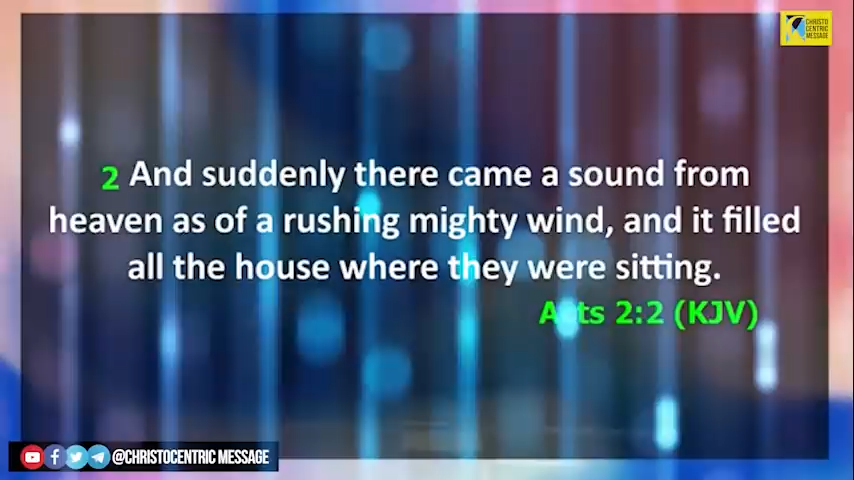 CHRISTO
CENTRIC
MESSAGE
2 And suddenly there came a sound from
heaven as of a rushing mighty wind, and it filled
all the house where they were sitting.
Acts 2:2 (KJV)
@CHRISTOCENTRIC MESSAGE